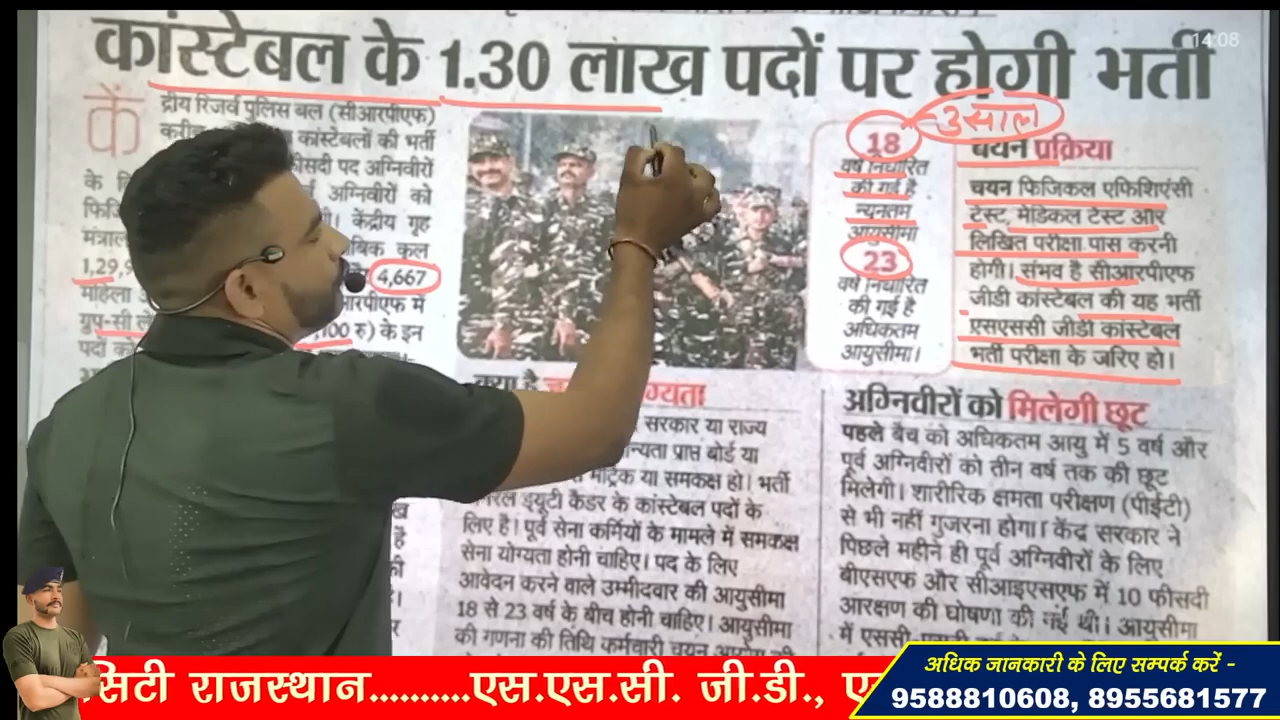 कांस्टेबल के 1.30 लाख पदों पर होगी भर्ती
14:08
कें
द्रीय रिजर्व पुलिस बल (सीआरपीएफ)
कांस्टेबलों की भर्ती
पद अग्निवीरों
के
अग्निवीरों को
केंद्रीय गृह
कुल
1,29,9
4,667
महिला
आरपीएफ में
ग्रुप-सी
,100 रु) के इन
18
वर्ष निर्धारित
की गई है
न्यूनतम
आयुसीमा
23
वर्ष निर्धारित
की गई है
अधिकतम
आयुसीमा।
3 साल
चयन प्रक्रिया
चयन फिजिकल एफिशिएंसी
टेस्ट, मेडिकल टेस्ट और
लिखित परीक्षा पास करनी
होगी। संभव है सीआरपीएफ
जीडी कांस्टेबल की यह भर्ती
एसएससी जीडी कांस्टेबल
भर्ती परीक्षा के जरिए हो।
क्या है
ग्यता
सरकार या राज्य
न्यता प्राप्त बोर्ड या
मैट्रिक या समकक्ष हो। भर्ती
ड्यूटी कैडर के कांस्टेबल पदों के
लिए है। पूर्व सेना कर्मियों के मामले में समकक्ष
सेना योग्यता होनी चाहिए। पद के लिए
आवेदन करने वाले उम्मीदवार की आयुसीमा
18 से 23 वर्ष के बीच होनी चाहिए। आयुसीमा
की गणना की तिथि कर्मचारी चयन आयोग की
अग्निवीरों को मिलेगी छूट
पहले बैच को अधिकतम आयु में 5 वर्ष और
पूर्व अग्निवीरों को तीन वर्ष तक की छूट
मिलेगी। शारीरिक क्षमता परीक्षण (पीईटी)
से भी नहीं गुजरना होगा। केंद्र सरकार ने
पिछले महीने ही पूर्व अग्निवीरों के लिए
बीएसएफ और सीआइएसएफ में 10 फीसदी
आरक्षण की घोषणा की गई थी। आयुसीमा
में एससी
सिटी राजस्थान..........एस.एस.सी. जी.डी.,
अधिक जानकारी के लिए सम्पर्क करें -
9588810608, 8955681577